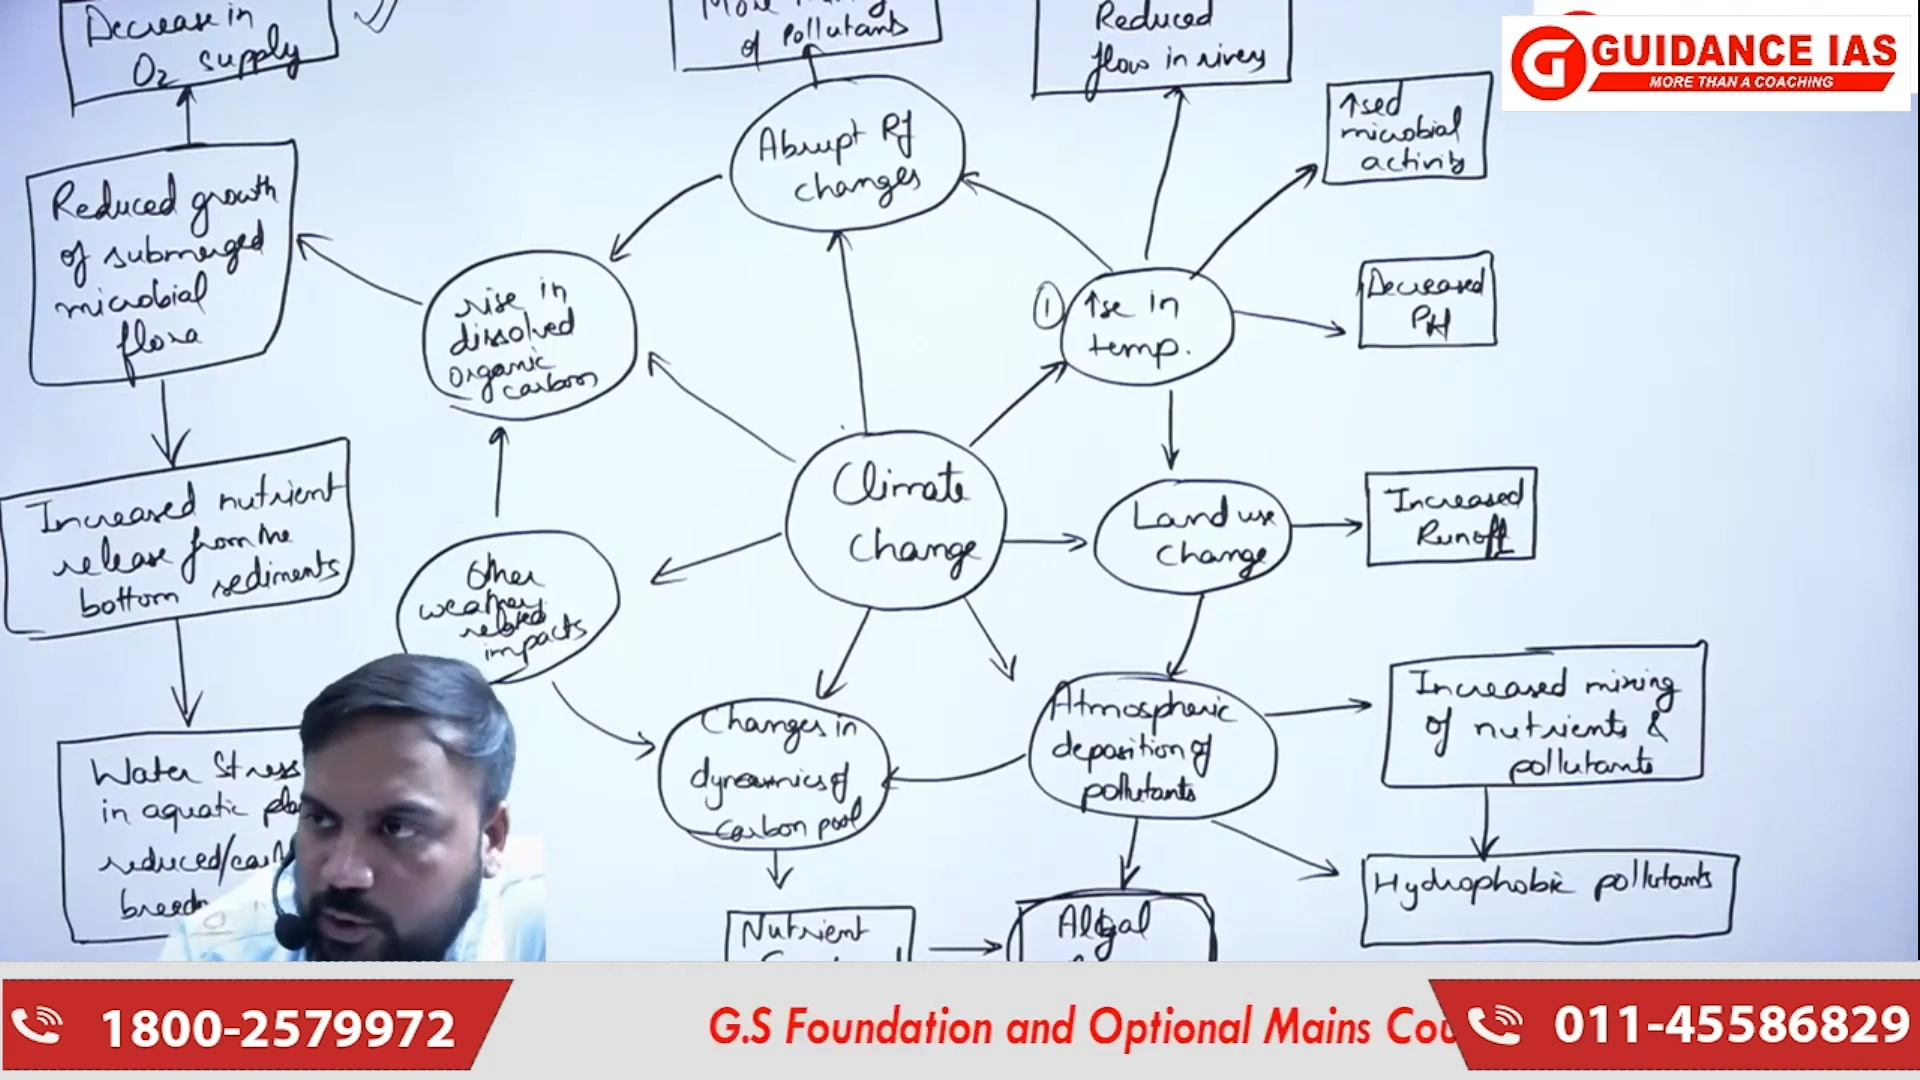 Decrease in
O2 supply
of pollutants
Reduced
flow in rivers
GUIDANCE IAS
MORE THAN A COACHING
↑sed
microbial
activity
Abrupt Rf
changes
Reduced growth
of submerged
microbial
flora
rise in
dissolved
organic
carbon
① ↑se in
temp.
Decreased
PH
Climate
change
Land use
change
Increased
Runoff
Increased nutrient
release from the
bottom sediments
Other
weather
related
impacts
Changes in
dynamics of
carbon pool
Atmospheric
deposition of
pollutants
Increased mixing
of nutrients &
pollutants
Water Stress
in aquatic
reduced/
Hydrophobic pollutants
Nutrient
Algal
1800-2579972
G.S Foundation and Optional Mains Cou
011-45586829